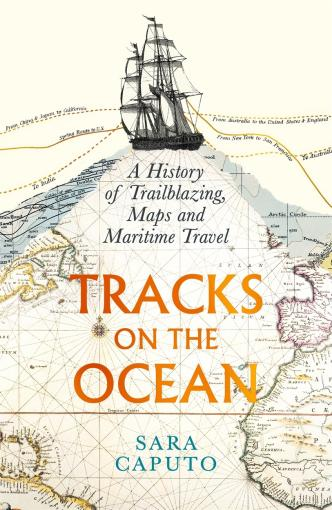 From China & Japan to California.
From Australia to the United States & England
Spring Route to U.S.
From New York to San Francisco
To India
To Australia
Arctic Circle
A History
of Trailblazing,
Maps and
Maritime Travel
TRACKS
ON THE
OCEAN
SARA
CAPUTO